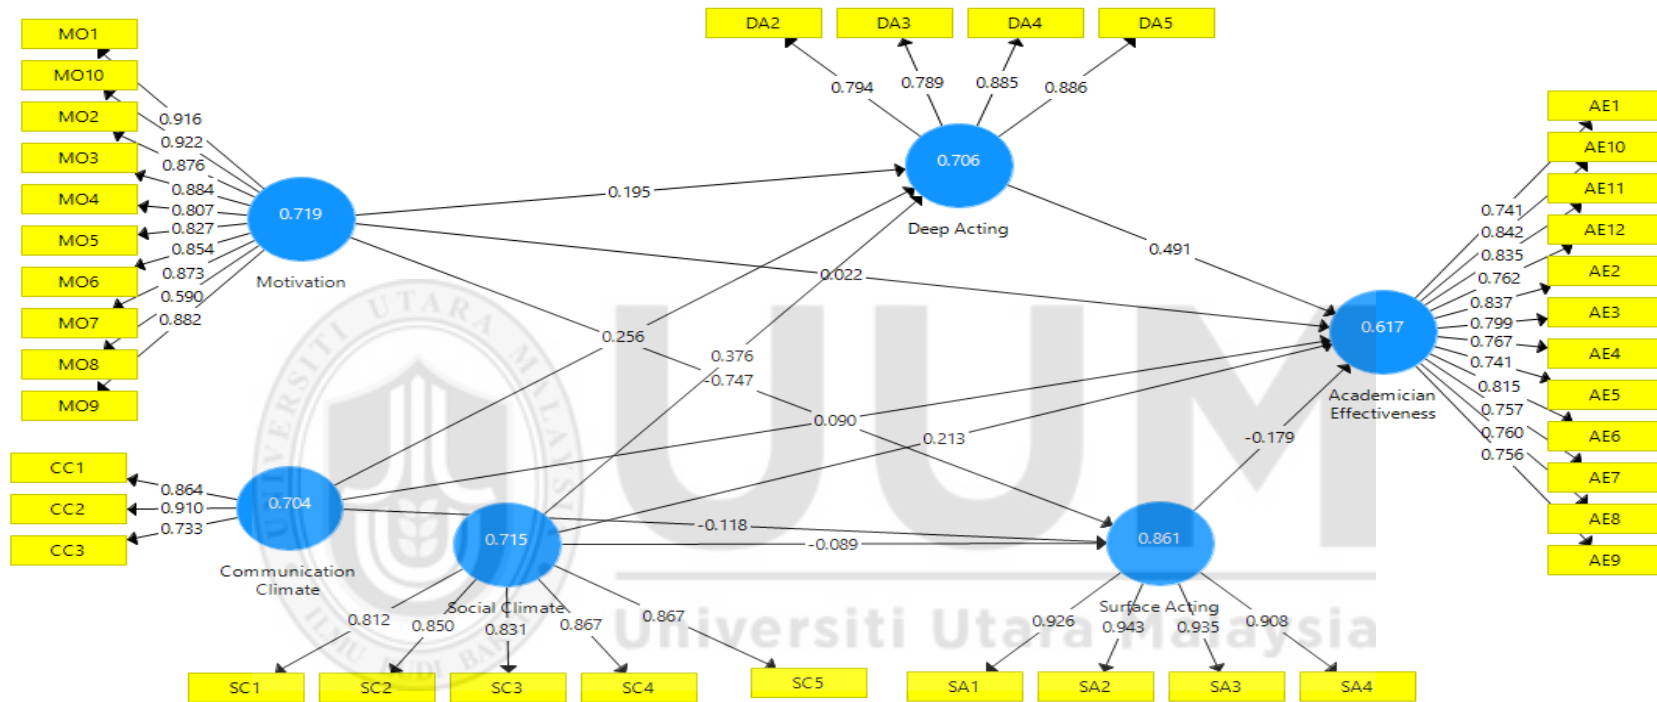 MO1
MO10
MO2
MO3
MO4
MO5
MO6
MO7
MO8
MO9
0.916
0.922
0.876
0.884
0.807
0.827
0.854
0.873
0.590
0.882
0.719
Motivation
DA2
DA3
DA4
DA5
0.794
0.789
0.885
0.886
0.706
Deep Acting
0.195
0.491
0.022
0.256
0.376
-0.747
0.090
0.213
-0.179
-0.118
-0.089
CC1
CC2
CC3
0.864
0.910
0.733
0.704
Communication
Climate
0.715
Social Climate
0.812
0.850
0.831
0.867
0.867
SC1
SC2
SC3
SC4
SC5
0.861
Surface Acting
0.926
0.943
0.935
0.908
SA1
SA2
SA3
SA4
0.617
Academician
Effectiveness
0.741
0.842
0.835
0.762
0.837
0.799
0.767
0.741
0.815
0.757
0.760
0.756
AE1
AE10
AE11
AE12
AE2
AE3
AE4
AE5
AE6
AE7
AE8
AE9
UUM
Universiti Utara Malaysia
UNIVERSITI UTARA MALAYSI
ILMU BUDI BA